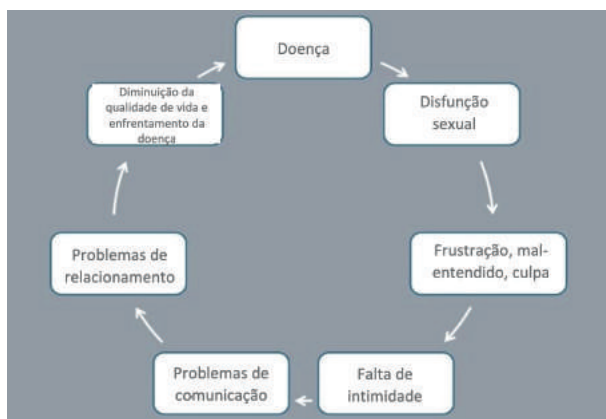 Doença
Disfunção
sexual
Frustração, mal-
entendido, culpa
Falta de
intimidade
Problemas de
comunicação
Problemas de
relacionamento
Diminuição da
qualidade de vida e
enfrentamento da
doença